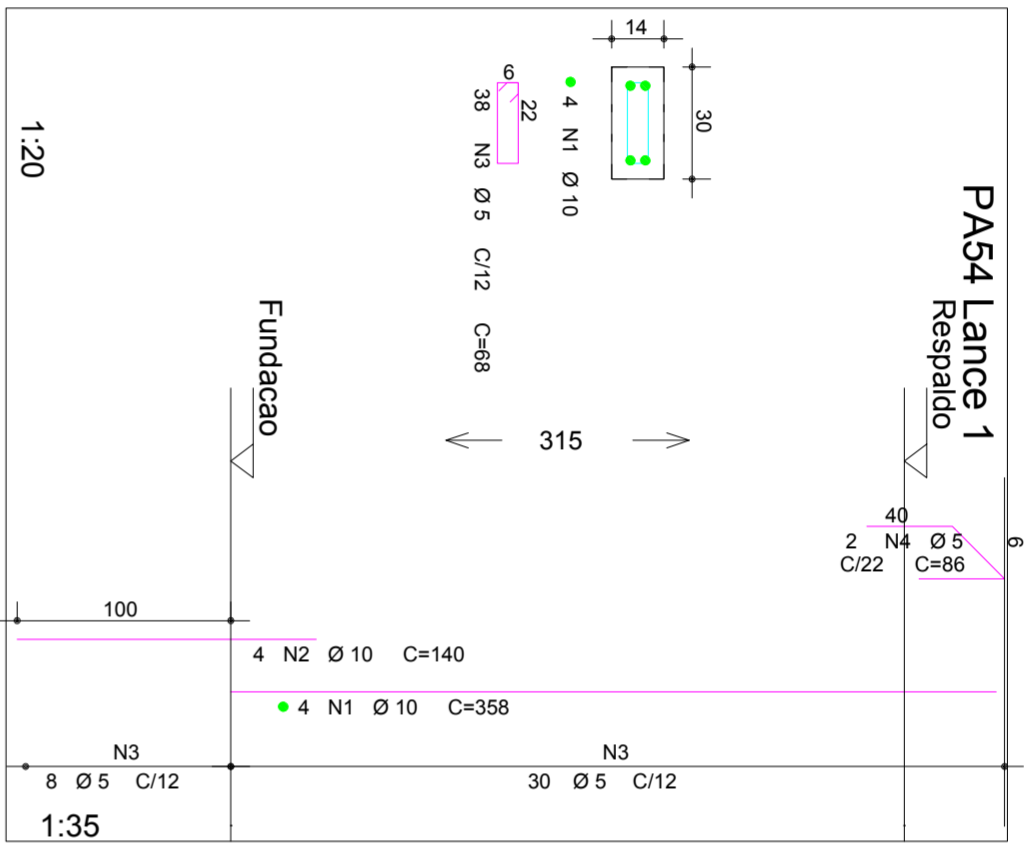 PA54 Lance 1
Respaldo
14
30
4 N1 Ø 10
6
22
38 N3 Ø 5 C/12 C=68
1:20
Fundacao
315
40
6
2 N4 Ø 5
C/22 C=86
100
4 N2 Ø 10 C=140
4 N1 Ø 10 C=358
N3
8 Ø 5 C/12
N3
30 Ø 5 C/12
1:35